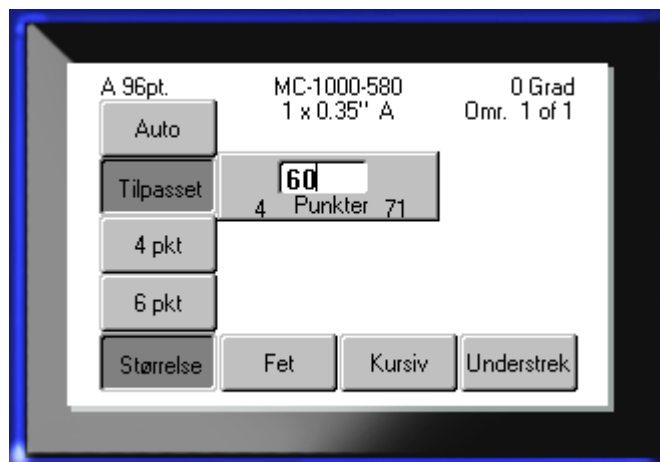 A 96pt. MC-1000-580 0 Grad
1 x 0.35" A Omr. 1 of 1
Auto
Tilpasset 60
4 Punkter 71
4 pkt
6 pkt
Størrelse Fet Kursiv Understrek